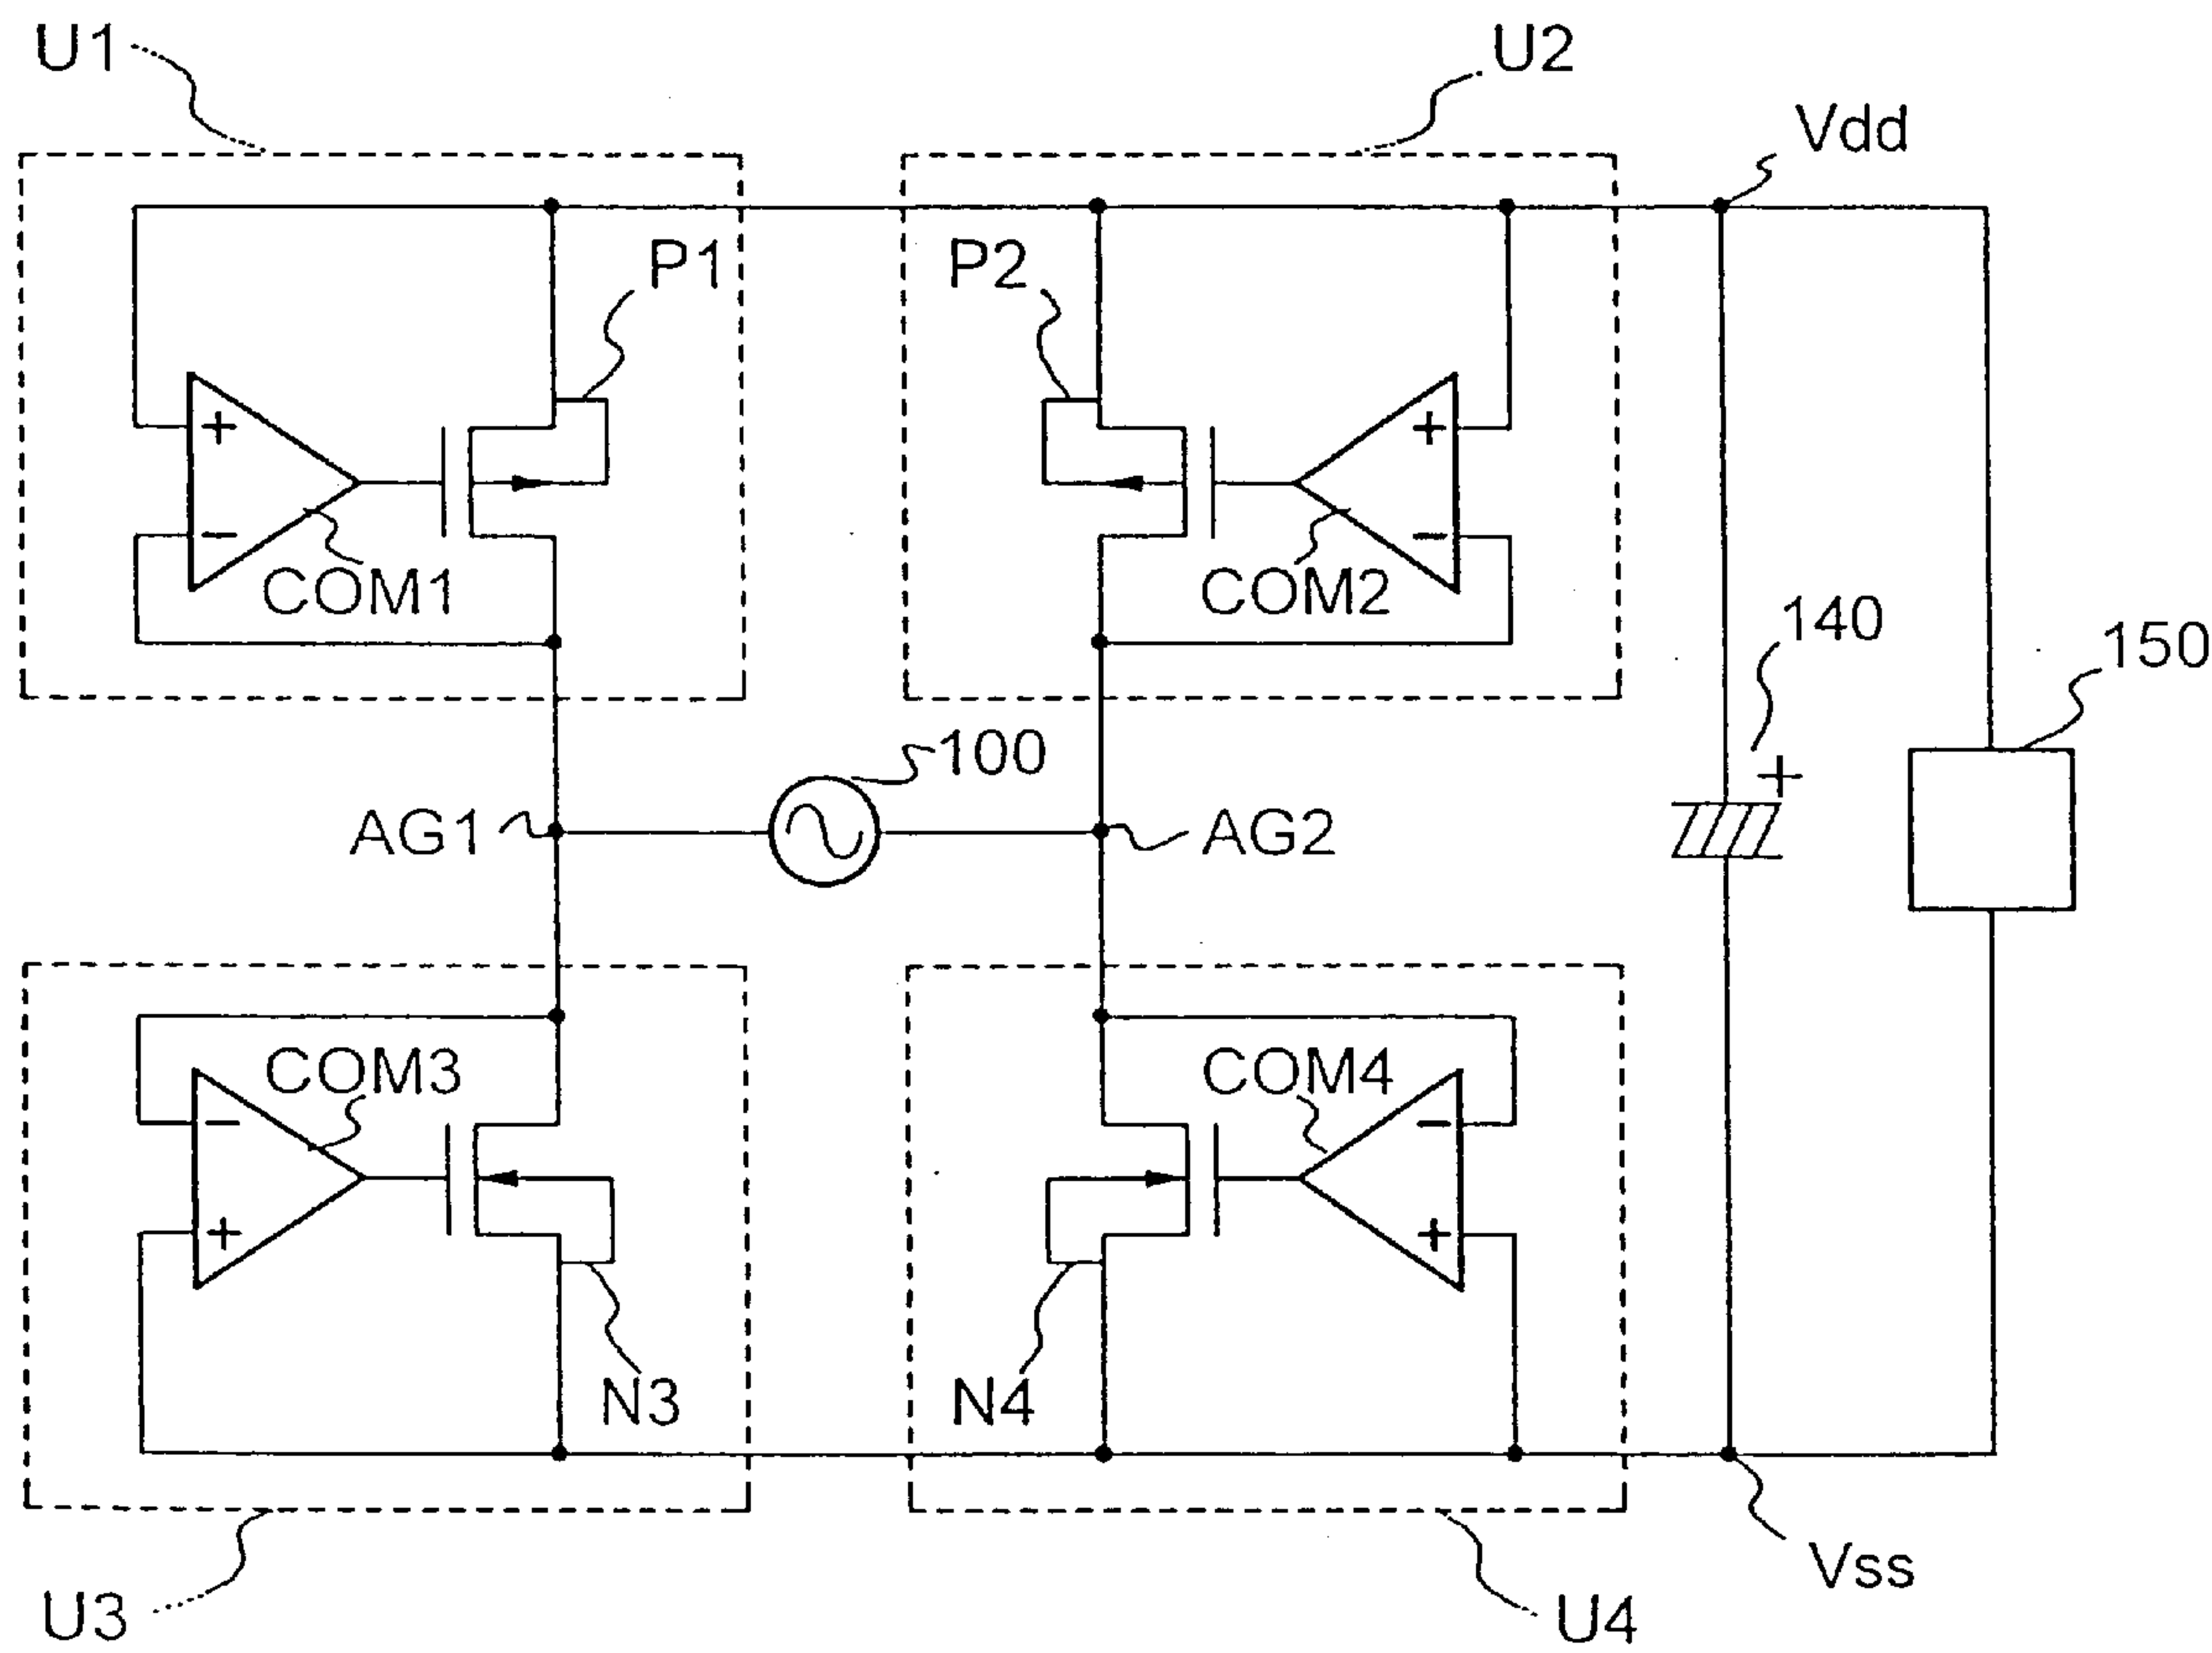 U1
U2
Vdd
P1
P2
+
+
−
−
COM1
COM2
140
150
100
+
AG1
AG2
COM3
COM4
−
−
+
+
N3
N4
Vss
U3
U4